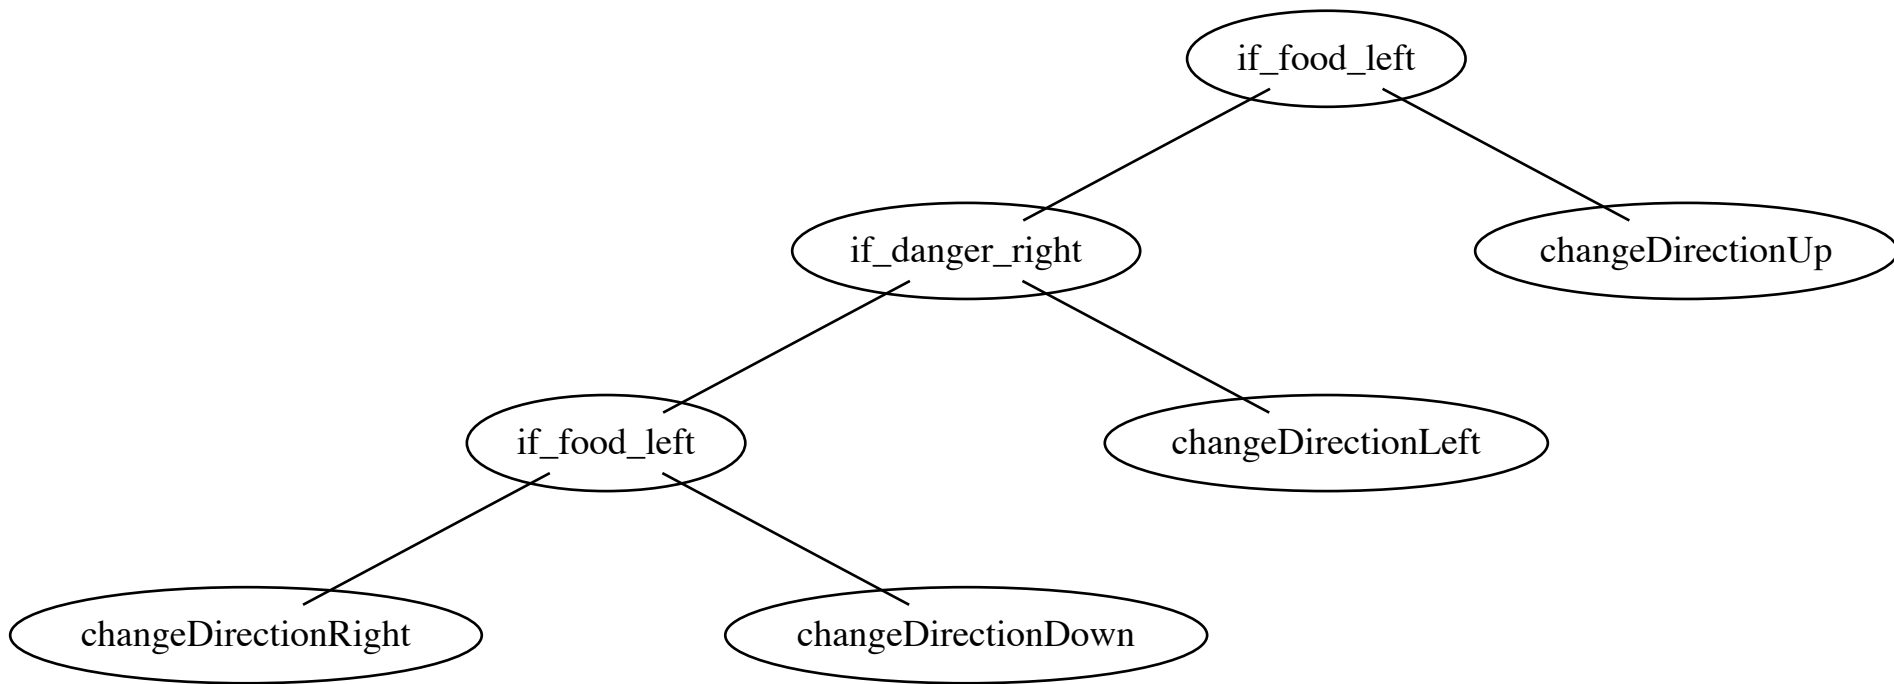 if_food_left
if_danger_right
changeDirectionUp
if_food_left
changeDirectionLeft
changeDirectionRight
changeDirectionDown